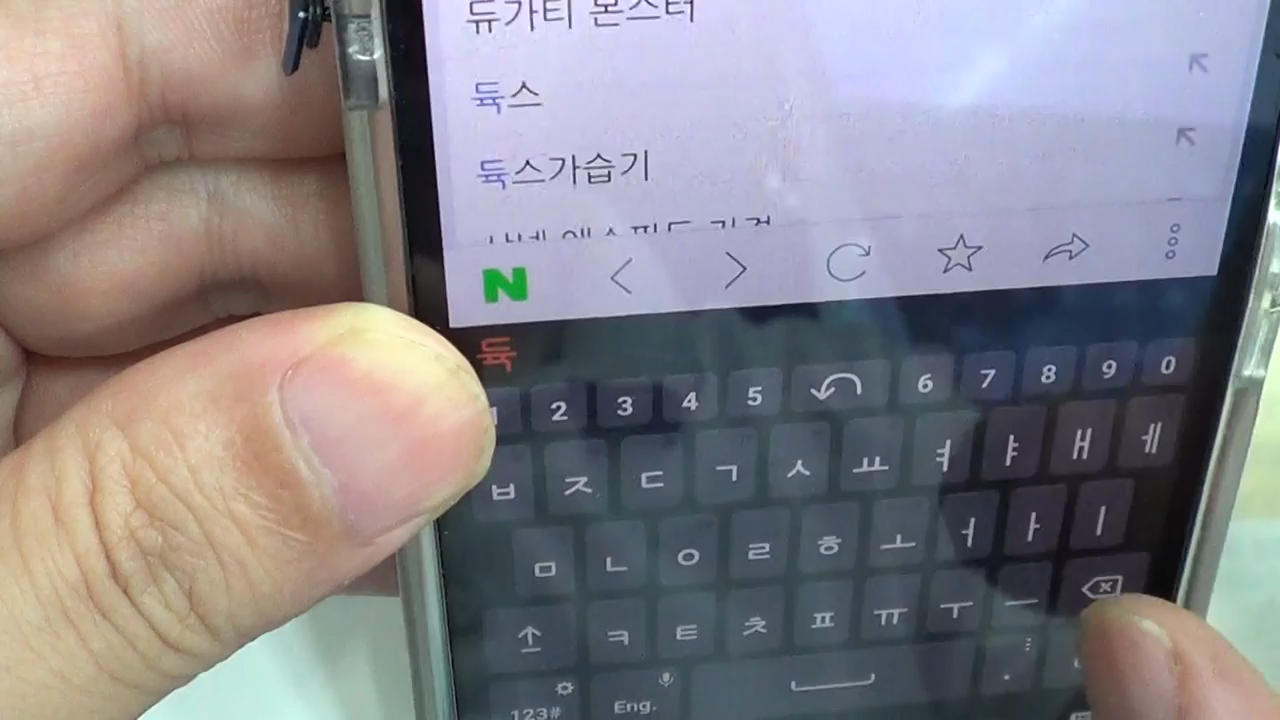 듀가티 몬스터
듁스
듁스가습기
N
듁
1 2 3 4 5 6 7 8 9 0
ㅂ ㅈ ㄷ ㄱ ㅅ ㅛ ㅕ ㅑ ㅐ ㅔ
ㅁ ㄴ ㅇ ㄹ ㅎ ㅗ ㅓ ㅏ ㅣ
ㅋ ㅌ ㅊ ㅍ ㅠ ㅜ ㅡ
123# Eng. .